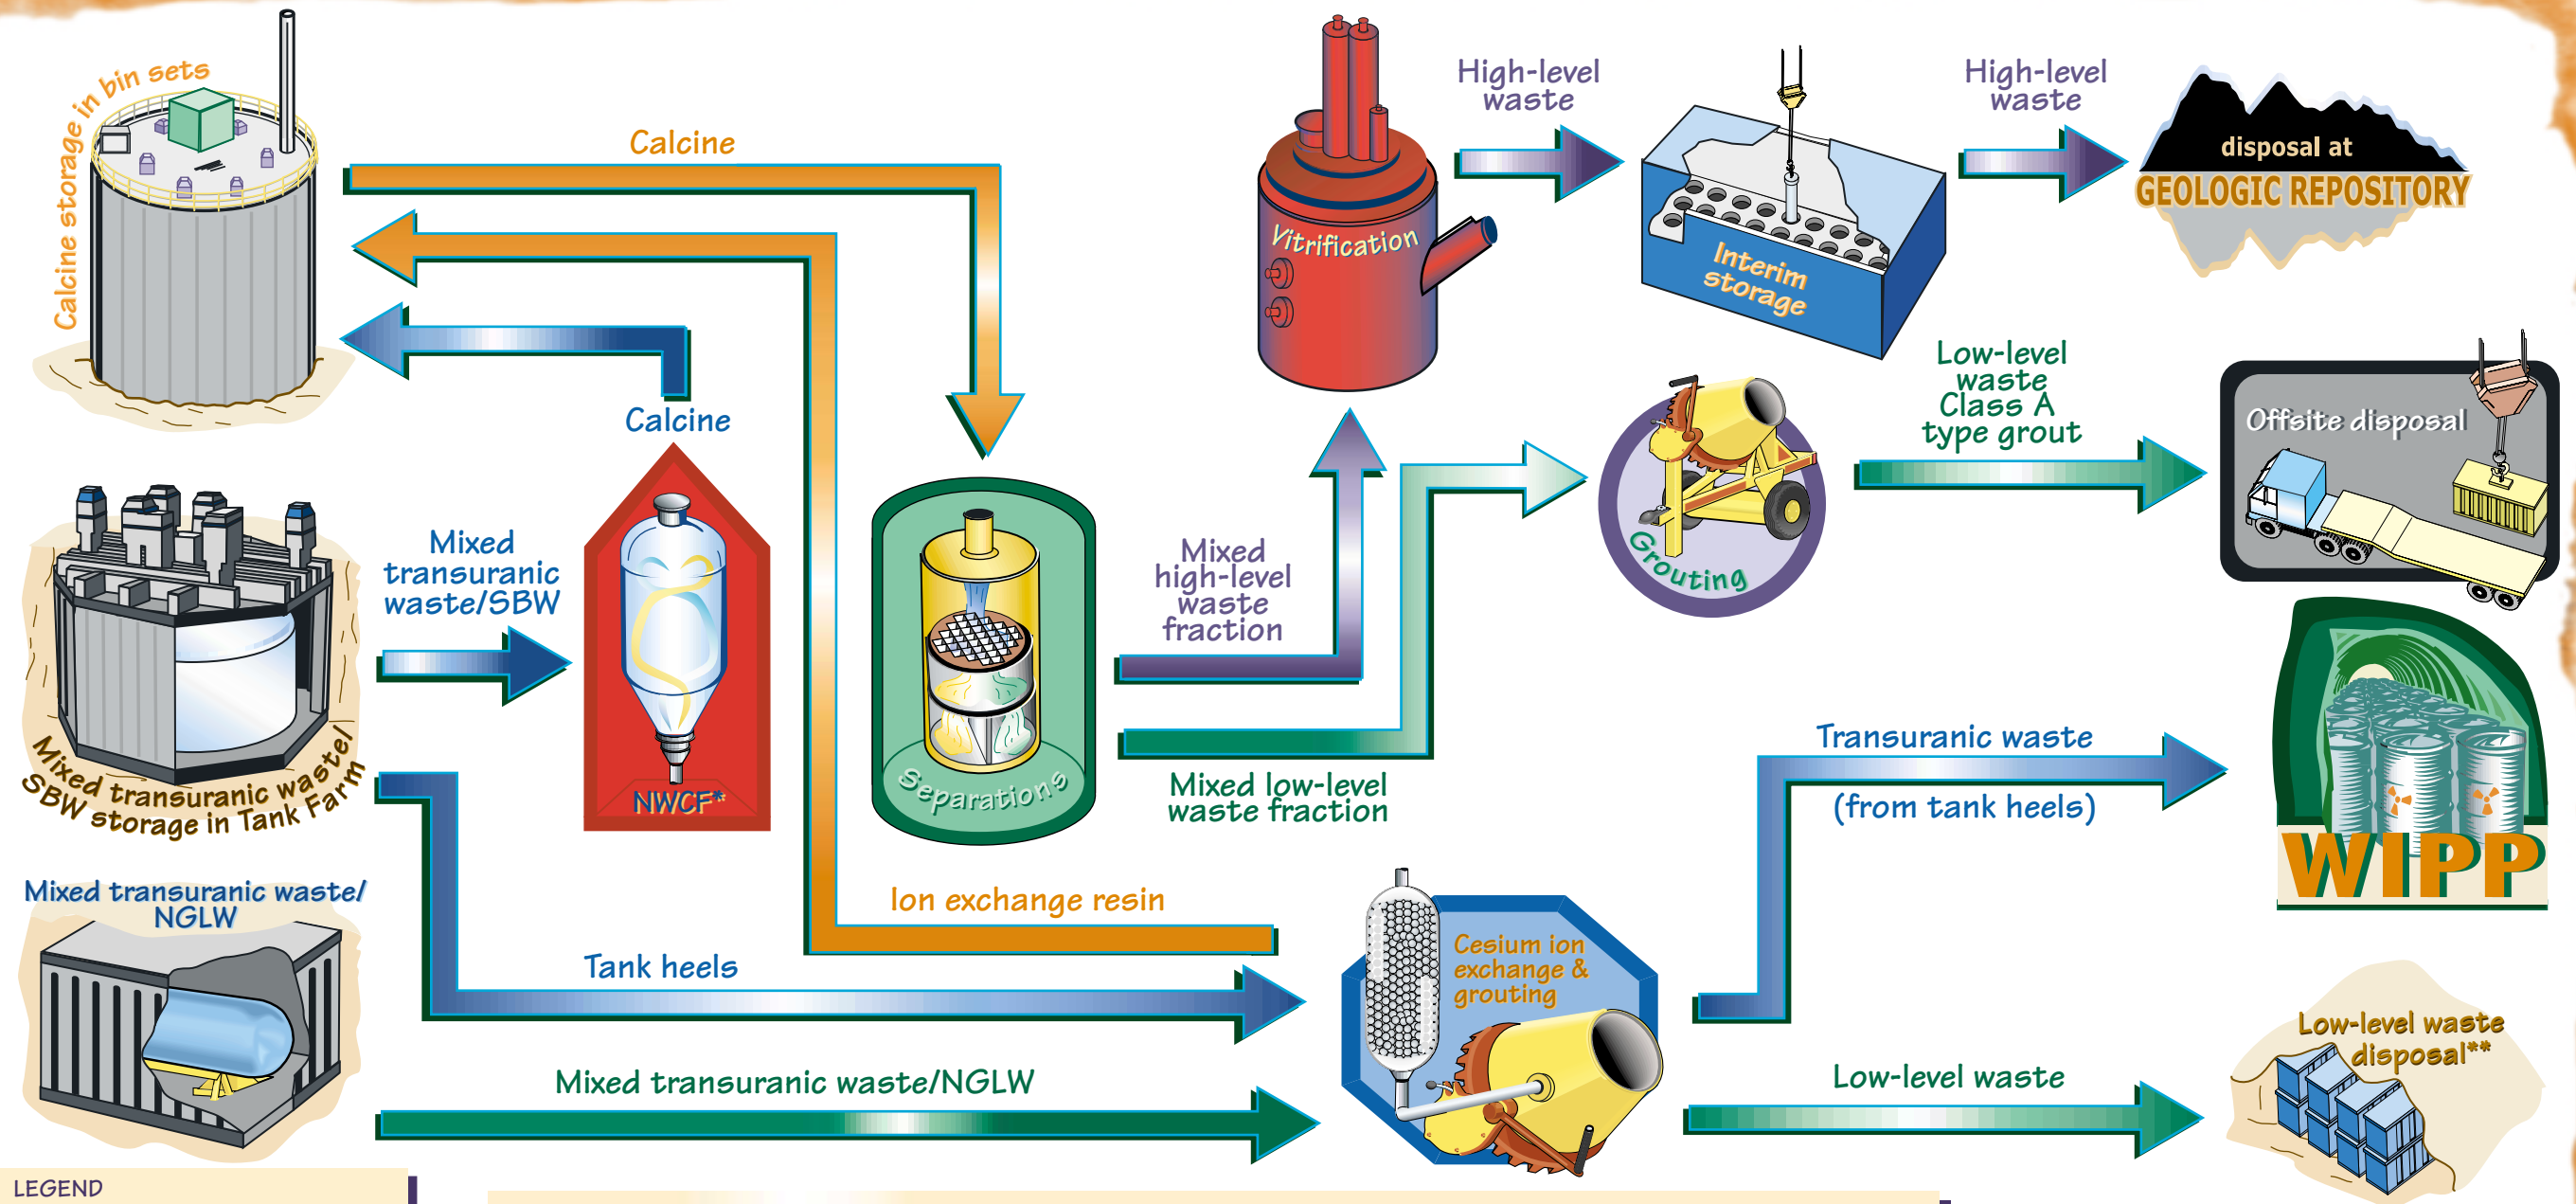 Calcine storage in bin sets
Calcine
High-level
waste
High-level
waste
disposal at
GEOLOGIC REPOSITORY
Vitrification
Interim
storage
Calcine
Low-level
waste
Class A
type grout
Offsite disposal
Mixed
transuranic
waste/SBW
Mixed
high-level
waste
fraction
Grouting
Mixed transuranic waste/
SBW storage in Tank Farm
NWCF*
Separations
Mixed low-level
waste fraction
Transuranic waste
(from tank heels)
WIPP
Mixed transuranic waste/
NGLW
Ion exchange resin
Tank heels
Cesium ion
exchange &
grouting
Mixed transuranic waste/NGLW
Low-level waste
Low-level waste
disposal**
LEGEND